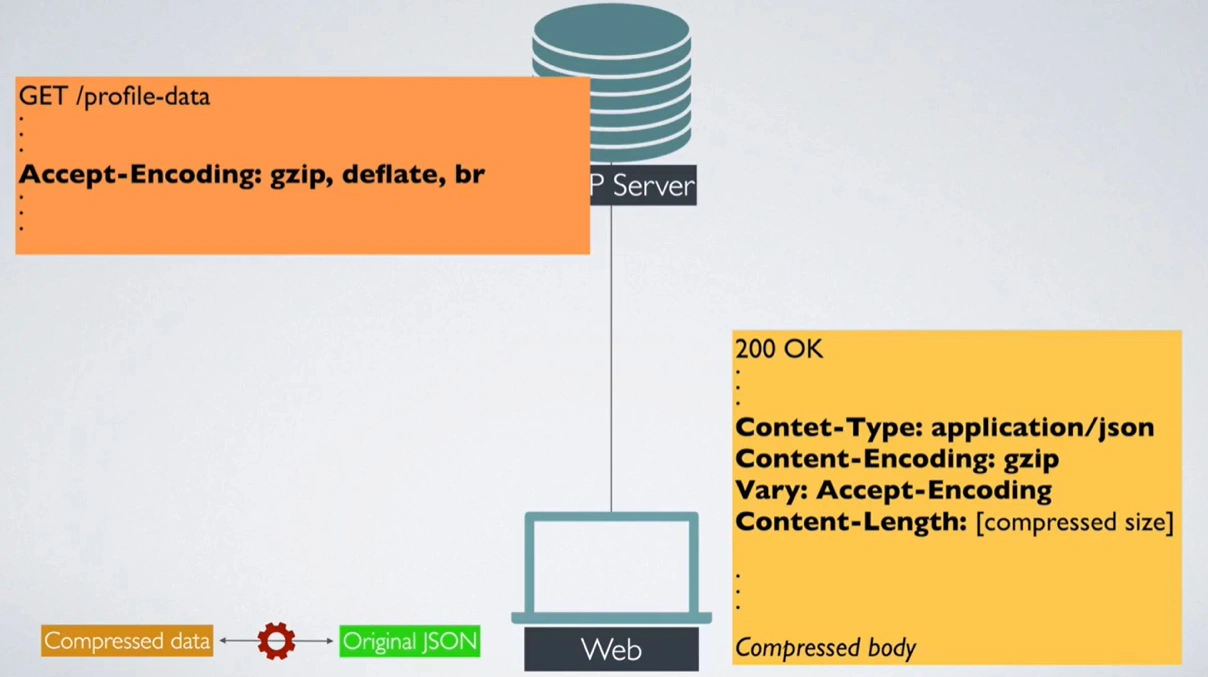 GET /profile-data
.
.
.
Accept-Encoding: gzip, deflate, br
.
.
.
P Server
200 OK
.
.
.
Contet-Type: application/json
Content-Encoding: gzip
Vary: Accept-Encoding
Content-Length: [compressed size]
.
.
.
Compressed body
Compressed data
Original JSON
Web